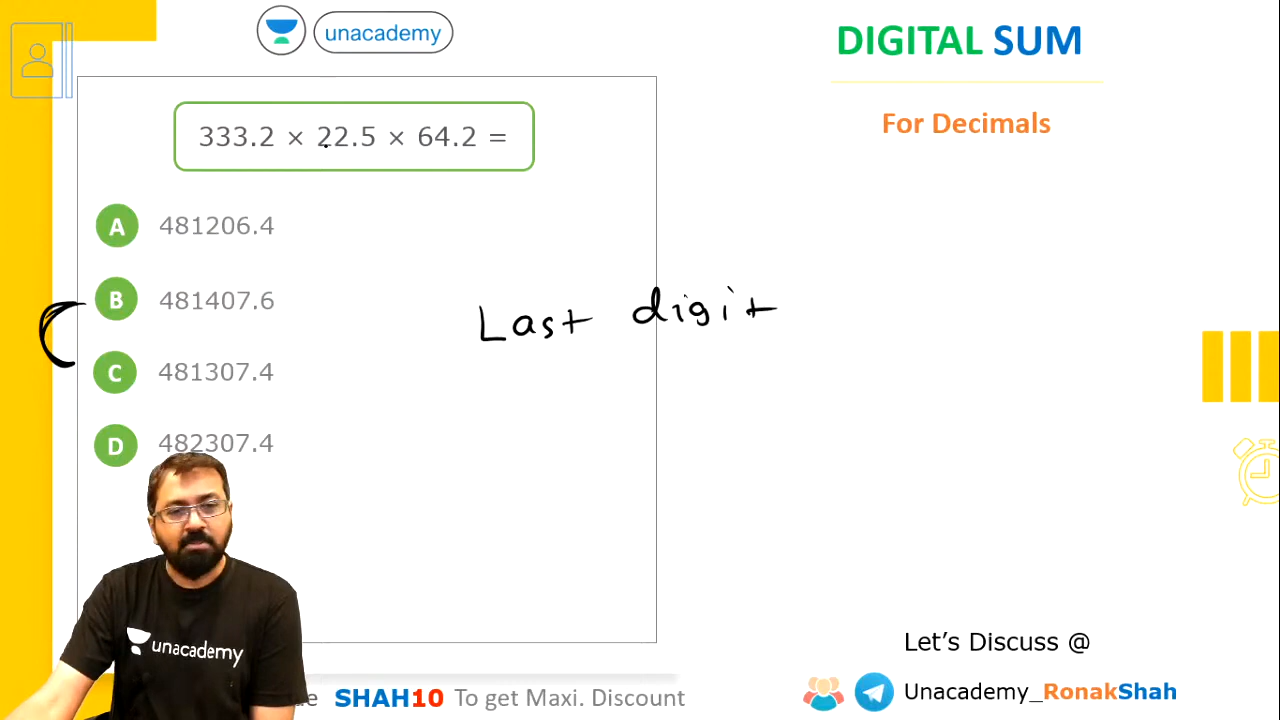 unacademy
DIGITAL SUM
For Decimals
333.2 × 22.5 × 64.2 =
A 481206.4
B 481407.6
C 481307.4
D 482307.4
Last digit
unacademy
Let's Discuss @
Unacademy_RonakShah
SHAH10 To get Maxi. Discount